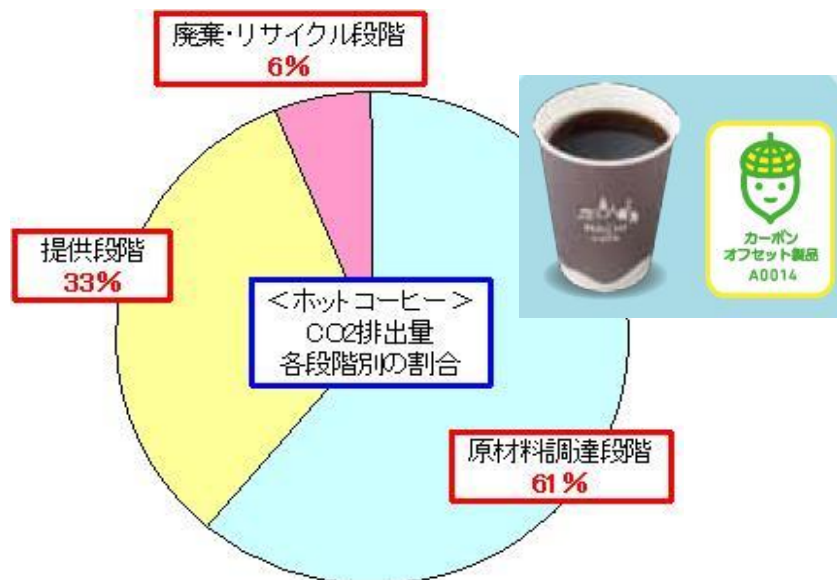 廃棄・リサイクル段階
6%
提供段階
33%
＜ホットコーヒー＞
CO2排出量
各段階別の割合
原材料調達段階
61%
カーボン
オフセット製品
A0014